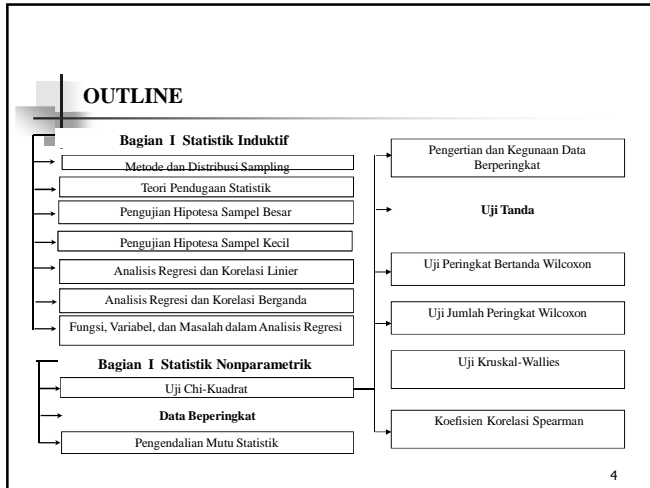 OUTLINE
Bagian I Statistik Induktif
Metode dan Distribusi Sampling
Teori Pendugaan Statistik
Pengujian Hipotesa Sampel Besar
Pengujian Hipotesa Sampel Kecil
Analisis Regresi dan Korelasi Linier
Analisis Regresi dan Korelasi Berganda
Fungsi, Variabel, dan Masalah dalam Analisis Regresi
Bagian I Statistik Nonparametrik
Uji Chi-Kuadrat
Data Beperingkat
Pengendalian Mutu Statistik
Pengertian dan Kegunaan Data
Berperingkat
Uji Tanda
Uji Peringkat Bertanda Wilcoxon
Uji Jumlah Peringkat Wilcoxon
Uji Kruskal-Wallies
Koefisien Korelasi Spearman
4